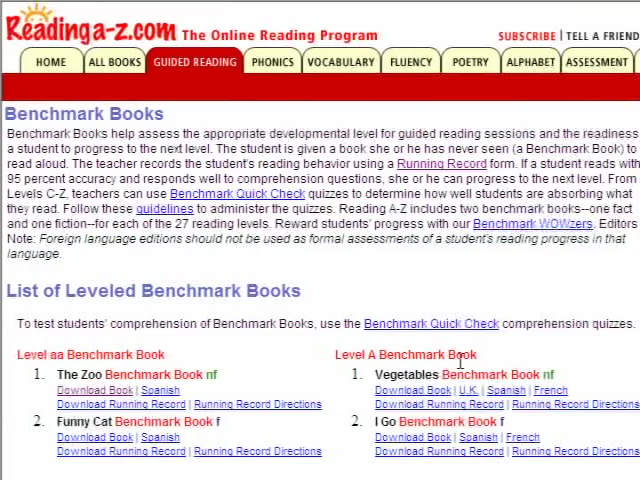 Readinga-z.com The Online Reading Program
SUBSCRIBE | TELL A FRIEND
HOME ALL BOOKS GUIDED READING PHONICS VOCABULARY FLUENCY POETRY ALPHABET ASSESSMENT
Benchmark Books
Benchmark Books help assess the appropriate developmental level for guided reading sessions and the readiness
a student to progress to the next level. The student is given a book she or he has never seen (a Benchmark Book) to
read aloud. The teacher records the student's reading behavior using a Running Record form. If a student reads with
95 percent accuracy and responds well to comprehension questions, she or he can progress to the next level. From
Levels C-Z, teachers can use Benchmark Quick Check quizzes to determine how well students are absorbing what
they read. Follow these guidelines to administer the quizzes. Reading A-Z includes two benchmark books--one fact
and one fiction--for each of the 27 reading levels. Reward students' progress with our Benchmark WOWzers. Editors
Note: Foreign language editions should not be used as formal assessments of a student's reading progress in that
language.
List of Leveled Benchmark Books
To test students' comprehension of Benchmark Books, use the Benchmark Quick Check comprehension quizzes.
Level aa Benchmark Book
1. The Zoo Benchmark Book nf
Download Book | Spanish
Download Running Record | Running Record Directions
2. Funny Cat Benchmark Book f
Download Book | Spanish
Download Running Record | Running Record Directions
Level A Benchmark Book
1. Vegetables Benchmark Book nf
Download Book | U.K. | Spanish | French
Download Running Record | Running Record Directions
2. I Go Benchmark Book f
Download Book | Spanish | French
Download Running Record | Running Record Directions